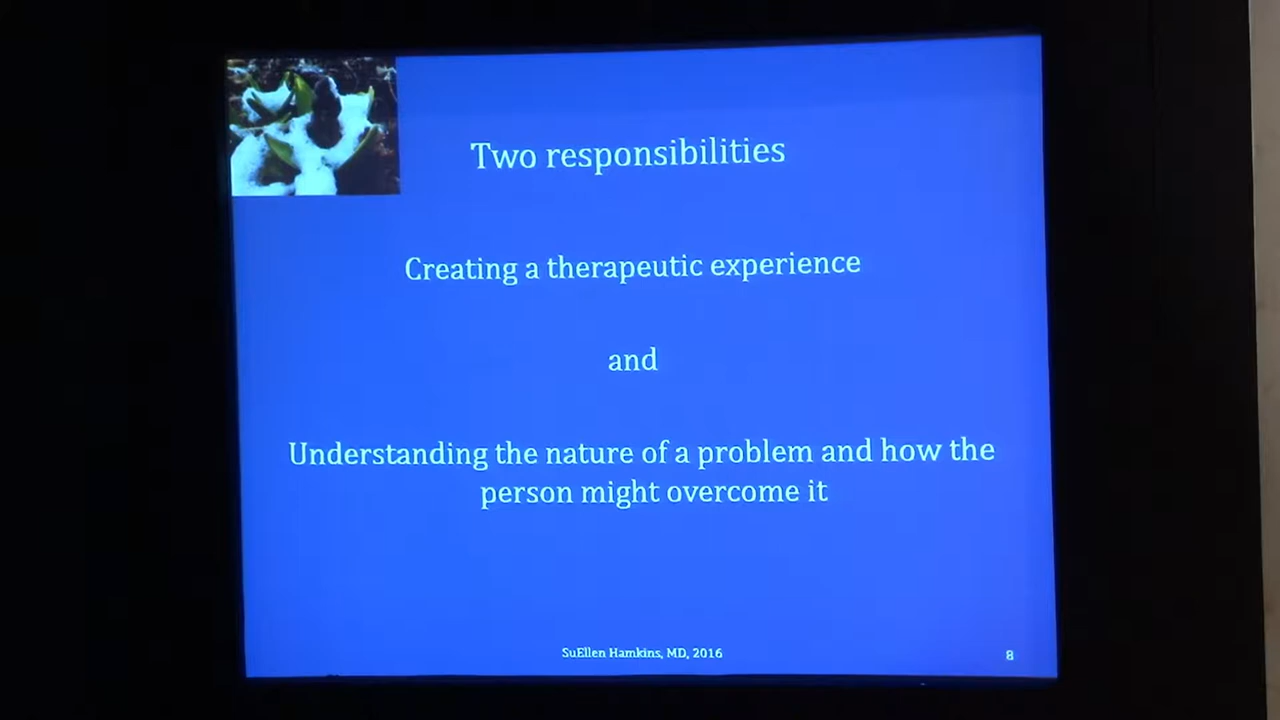 Two responsibilities
Creating a therapeutic experience
and
Understanding the nature of a problem and how the
person might overcome it
SuEllen Hamkins, MD, 2016
8